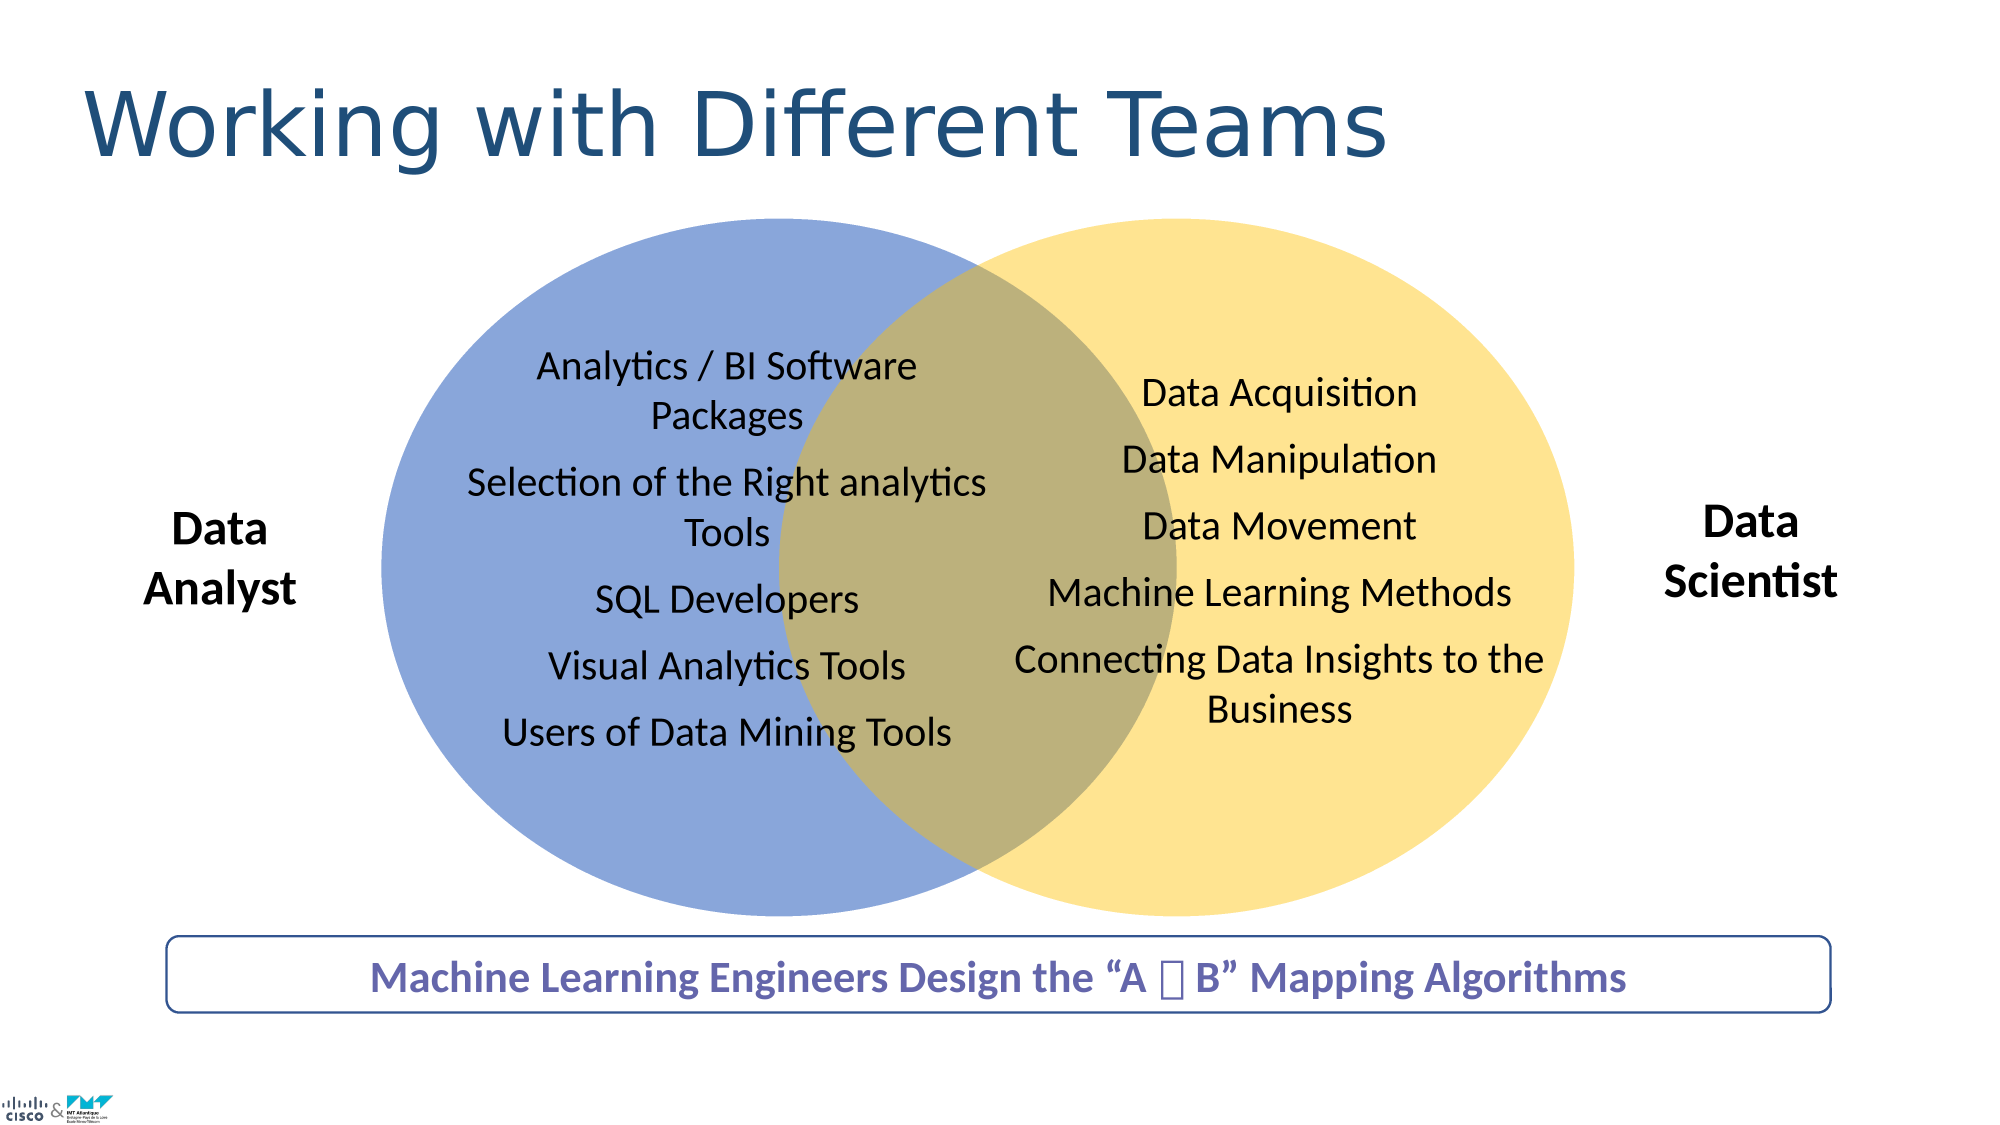 Working with Different Teams
Analytics / BI Software
Packages
Selection of the Right analytics
Tools
SQL Developers
Visual Analytics Tools
Users of Data Mining Tools
Data Acquisition
Data Manipulation
Data Movement
Machine Learning Methods
Connecting Data Insights to the
Business
Data
Analyst
Data
Scientist
Machine Learning Engineers Design the “A  B” Mapping Algorithms
CISCO &
IMT Atlantique